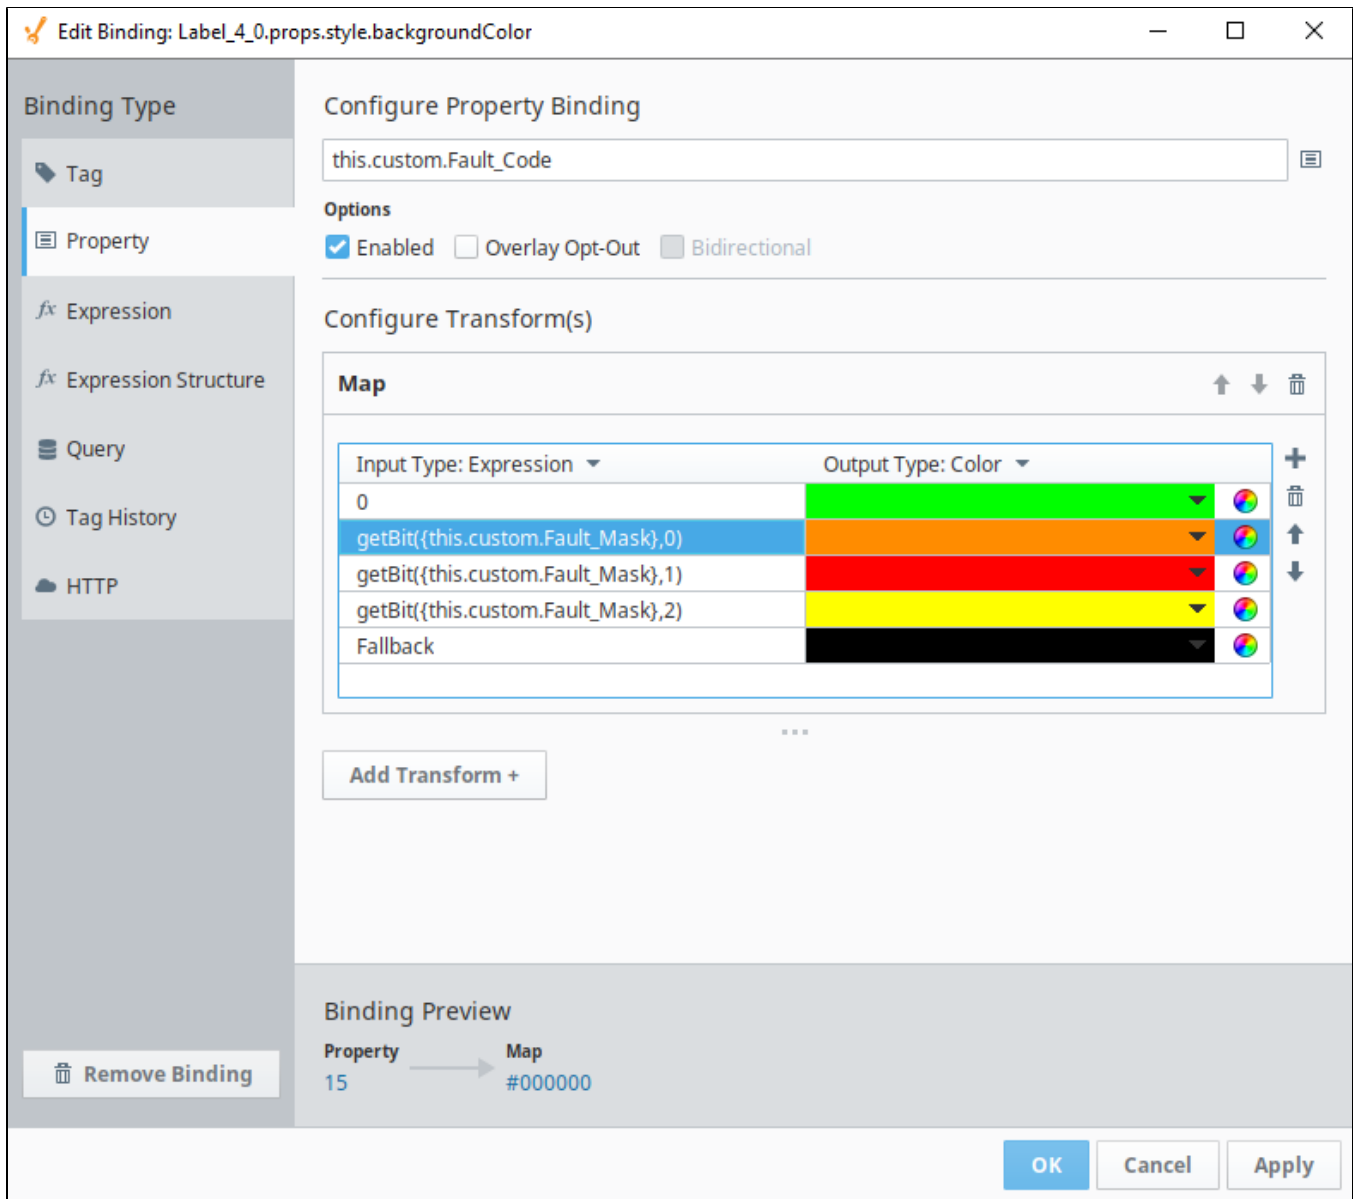 Edit Binding: Label_4_0.props.style.backgroundColor
Binding Type
Tag
Property
Expression
Expression Structure
Query
Tag History
HTTP
Remove Binding
Configure Property Binding
this.custom.Fault_Code
Options
Enabled Overlay Opt-Out Bidirectional
Configure Transform(s)
Map
Input Type: Expression Output Type: Color
0
getBit({this.custom.Fault_Mask},0)
getBit({this.custom.Fault_Mask},1)
getBit({this.custom.Fault_Mask},2)
Fallback
Add Transform +
Binding Preview
Property Map
15 #000000
OK Cancel Apply